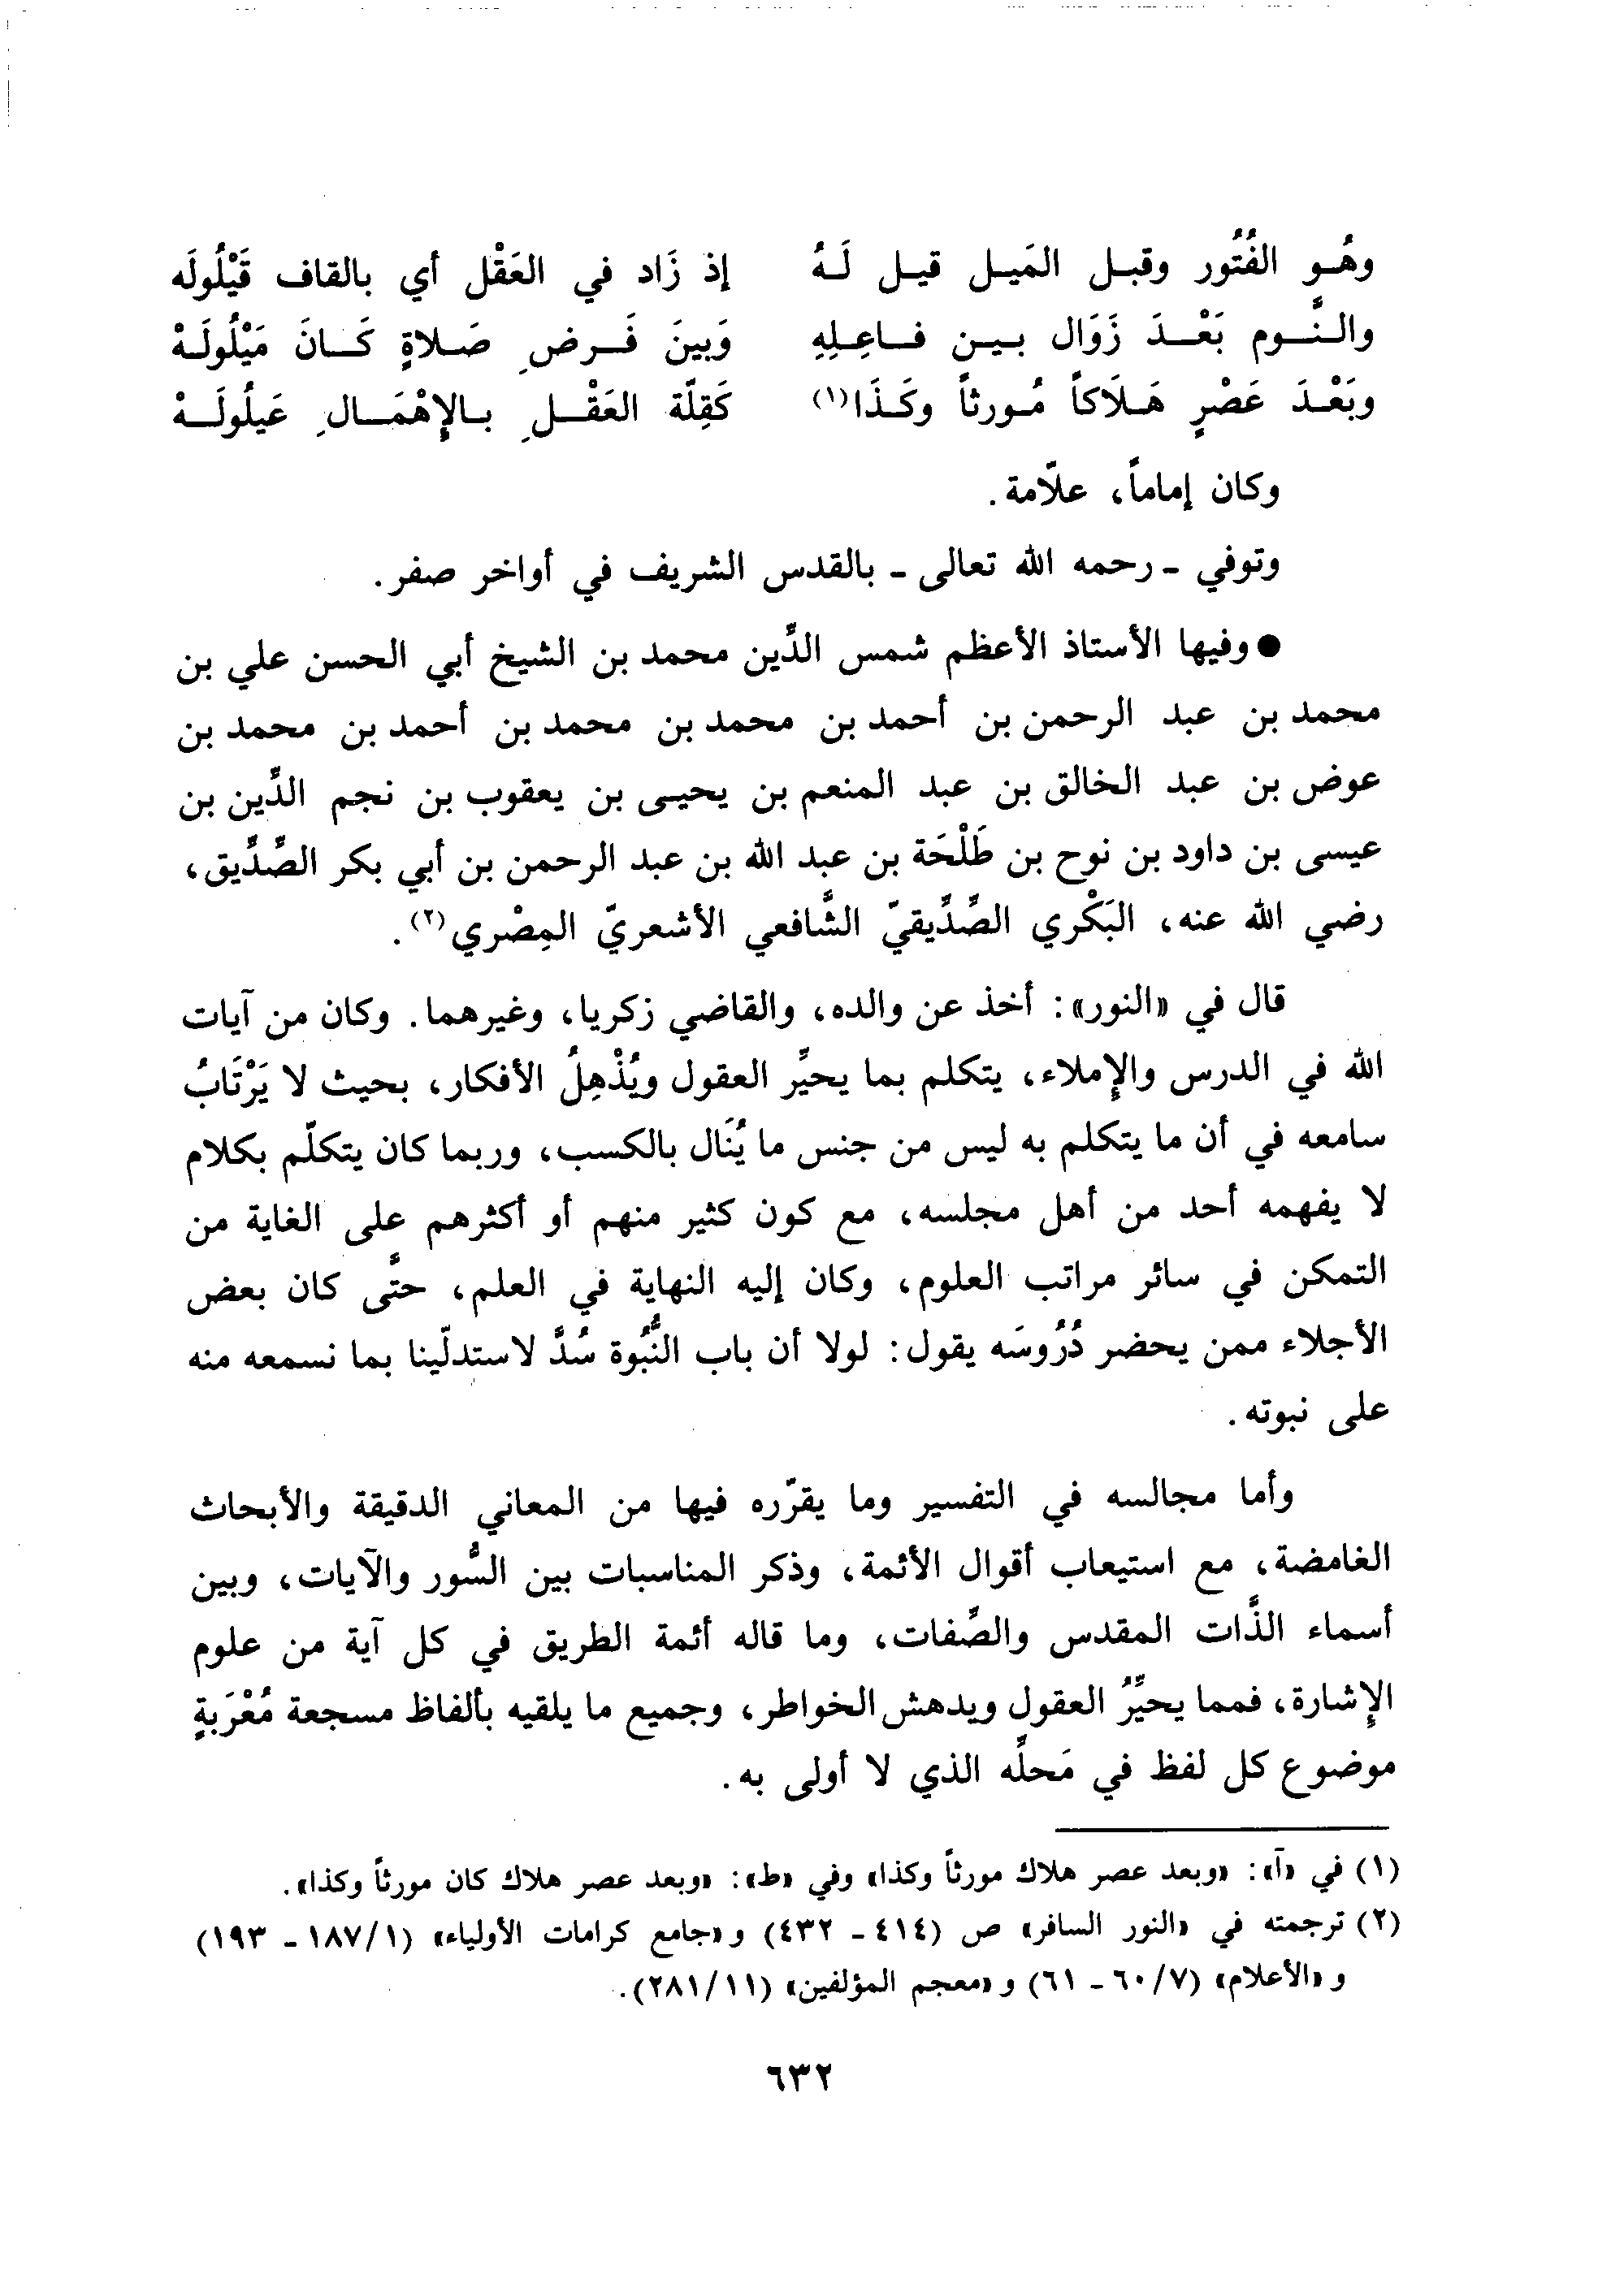 وهُـو الفُتُور وقبـل المَيـل قيـل لَـهُ إذ زَاد في العَقْل أي بالقاف قَيْلُولَه
والـنَّـوم بَعْـدَ زَوَال بـيـن فـاعِـلِهِ وَبينَ فَـرضِ صَـلاةٍ كَـانَ مَيْلُولَـهْ
وبَعْـدَ عَصْرٍ هَـلَاكاً مُـورثاً وكَـذَا(١) كَقِلّة العَقْـلِ بـالإِهْمَـالِ عَيلُولَـهْ
وكان إماماً، علّامة.
وتوفي ـ رحمه الله تعالى ـ بالقدس الشريف في أواخر صفر.
● وفيها الأستاذ الأعظم شمس الدِّين محمد بن الشيخ أبي الحسن علي بن
محمد بن عبد الرحمن بن أحمد بن محمد بن محمد بن أحمد بن محمد بن
عوض بن عبد الخالق بن عبد المنعم بن يحيـى بن يعقوب بن نجم الدِّين بن
عيسى بن داود بن نوح بن طَلْحَة بن عبد الله بن عبد الرحمن بن أبي بكر الصِّدِّيق،
رضي الله عنه، البَكْري الصِّدِّيقيّ الشَّافعي الأشعريّ المِصْري(٢).
قال في «النور»: أخذ عن والده، والقاضي زكريا، وغيرهما. وكان من آيات
الله في الدرس والإملاء، يتكلم بما يحيِّر العقول ويُذْهِلُ الأفكار، بحيث لا يَرْتَابُ
سامعه في أن ما يتكلم به ليس من جنس ما يُنَال بالكسب، وربما كان يتكلّم بكلام
لا يفهمه أحد من أهل مجلسه، مع كون كثير منهم أو أكثرهم على الغاية من
التمكن في سائر مراتب العلوم، وكان إليه النهاية في العلم، حتَّى كان بعض
الأجلاء ممن يحضر دُرُوسَه يقول: لولا أن باب النُّبُوة سُدَّ لاستدلّينا بما نسمعه منه
على نبوته.
وأما مجالسه في التفسير وما يقرّره فيها من المعاني الدقيقة والأبحاث
الغامضة، مع استيعاب أقوال الأئمة، وذكر المناسبات بين السُّور والآيات، وبين
أسماء الذَّات المقدس والصِّفات، وما قاله أئمة الطريق في كل آية من علوم
الإشارة، فمما يحيِّرُ العقول ويدهش الخواطر، وجميع ما يلقيه بألفاظ مسجعة مُعْرَبةٍ
موضوع كل لفظ في مَحلِّه الذي لا أولى به.
(١) في «آ»: «وبعد عصر هلاك مورثاً وكذا» وفي «ط»: «وبعد عصر هلاك كان مورثاً وكذا».
(٢) ترجمته في «النور السافر» ص (٤١٤ ـ ٤٣٢) و «جامع كرامات الأولياء» (١/١٨٧ ـ ١٩٣)
و «الأعلام» (٧/٦٠ ـ ٦١) و «معجم المؤلفين» (١١/٢٨١).
٦٣٢